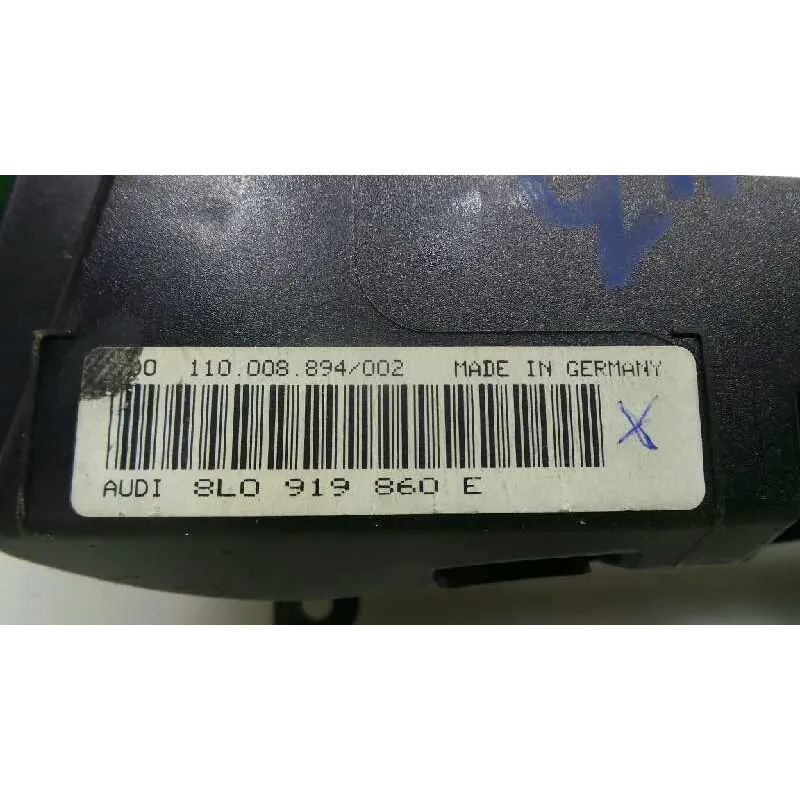 110.008.894/002 MADE IN GERMANY
X
AUDI 8L0 919 860 E